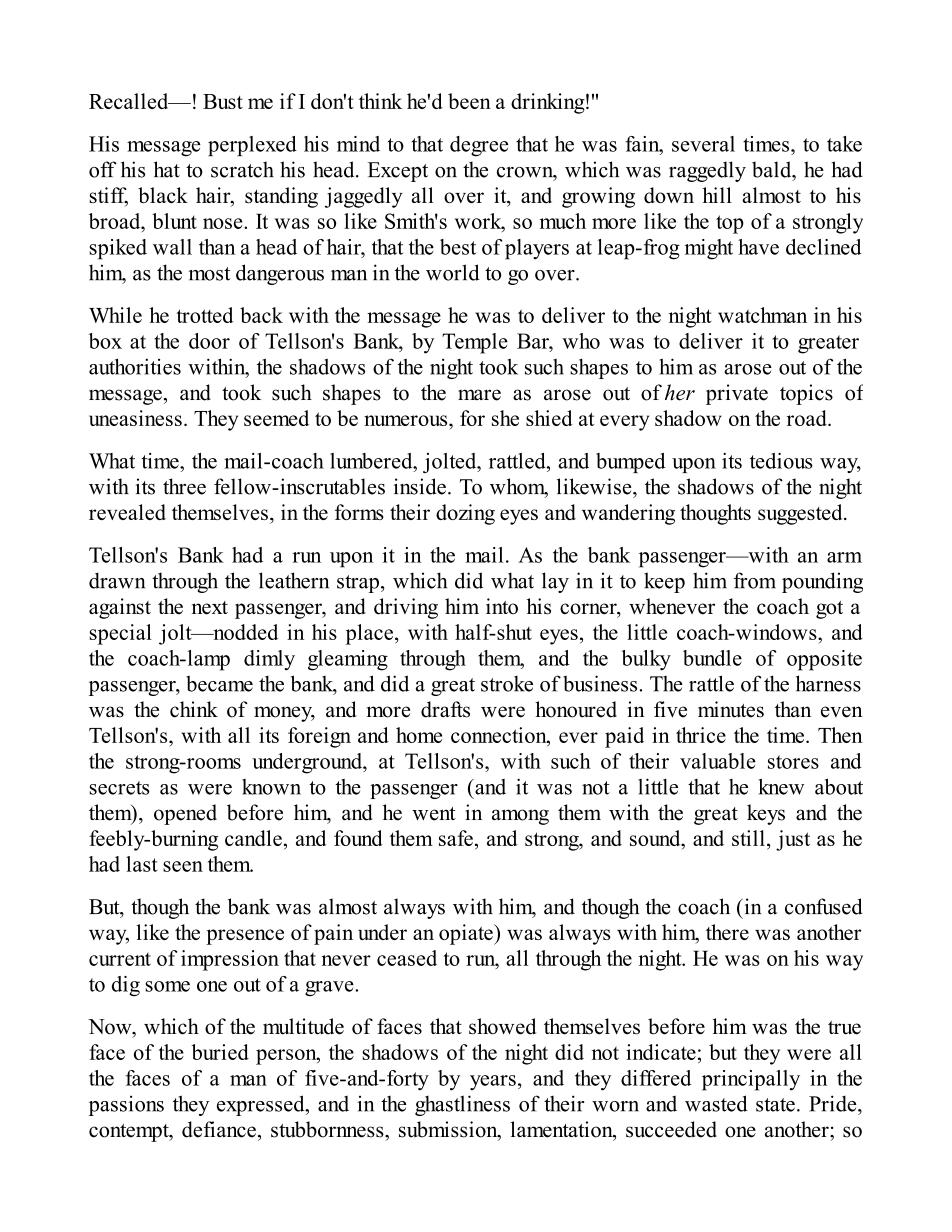 Recalled—! Bust me if I don't think he'd been a drinking!"
His message perplexed his mind to that degree that he was fain, several times, to take
off his hat to scratch his head. Except on the crown, which was raggedly bald, he had
stiff, black hair, standing jaggedly all over it, and growing down hill almost to his
broad, blunt nose. It was so like Smith's work, so much more like the top of a strongly
spiked wall than a head of hair, that the best of players at leap-frog might have declined
him, as the most dangerous man in the world to go over.
While he trotted back with the message he was to deliver to the night watchman in his
box at the door of Tellson's Bank, by Temple Bar, who was to deliver it to greater
authorities within, the shadows of the night took such shapes to him as arose out of the
message, and took such shapes to the mare as arose out of her private topics of
uneasiness. They seemed to be numerous, for she shied at every shadow on the road.
What time, the mail-coach lumbered, jolted, rattled, and bumped upon its tedious way,
with its three fellow-inscrutables inside. To whom, likewise, the shadows of the night
revealed themselves, in the forms their dozing eyes and wandering thoughts suggested.
Tellson's Bank had a run upon it in the mail. As the bank passenger—with an arm
drawn through the leathern strap, which did what lay in it to keep him from pounding
against the next passenger, and driving him into his corner, whenever the coach got a
special jolt—nodded in his place, with half-shut eyes, the little coach-windows, and
the coach-lamp dimly gleaming through them, and the bulky bundle of opposite
passenger, became the bank, and did a great stroke of business. The rattle of the harness
was the chink of money, and more drafts were honoured in five minutes than even
Tellson's, with all its foreign and home connection, ever paid in thrice the time. Then
the strong-rooms underground, at Tellson's, with such of their valuable stores and
secrets as were known to the passenger (and it was not a little that he knew about
them), opened before him, and he went in among them with the great keys and the
feebly-burning candle, and found them safe, and strong, and sound, and still, just as he
had last seen them.
But, though the bank was almost always with him, and though the coach (in a confused
way, like the presence of pain under an opiate) was always with him, there was another
current of impression that never ceased to run, all through the night. He was on his way
to dig some one out of a grave.
Now, which of the multitude of faces that showed themselves before him was the true
face of the buried person, the shadows of the night did not indicate; but they were all
the faces of a man of five-and-forty by years, and they differed principally in the
passions they expressed, and in the ghastliness of their worn and wasted state. Pride,
contempt, defiance, stubbornness, submission, lamentation, succeeded one another; so